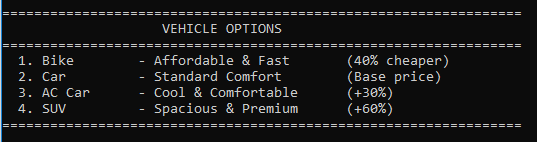 =================================================================
VEHICLE OPTIONS
=================================================================
1. Bike - Affordable & Fast (40% cheaper)
2. Car - Standard Comfort (Base price)
3. AC Car - Cool & Comfortable (+30%)
4. SUV - Spacious & Premium (+60%)
=================================================================